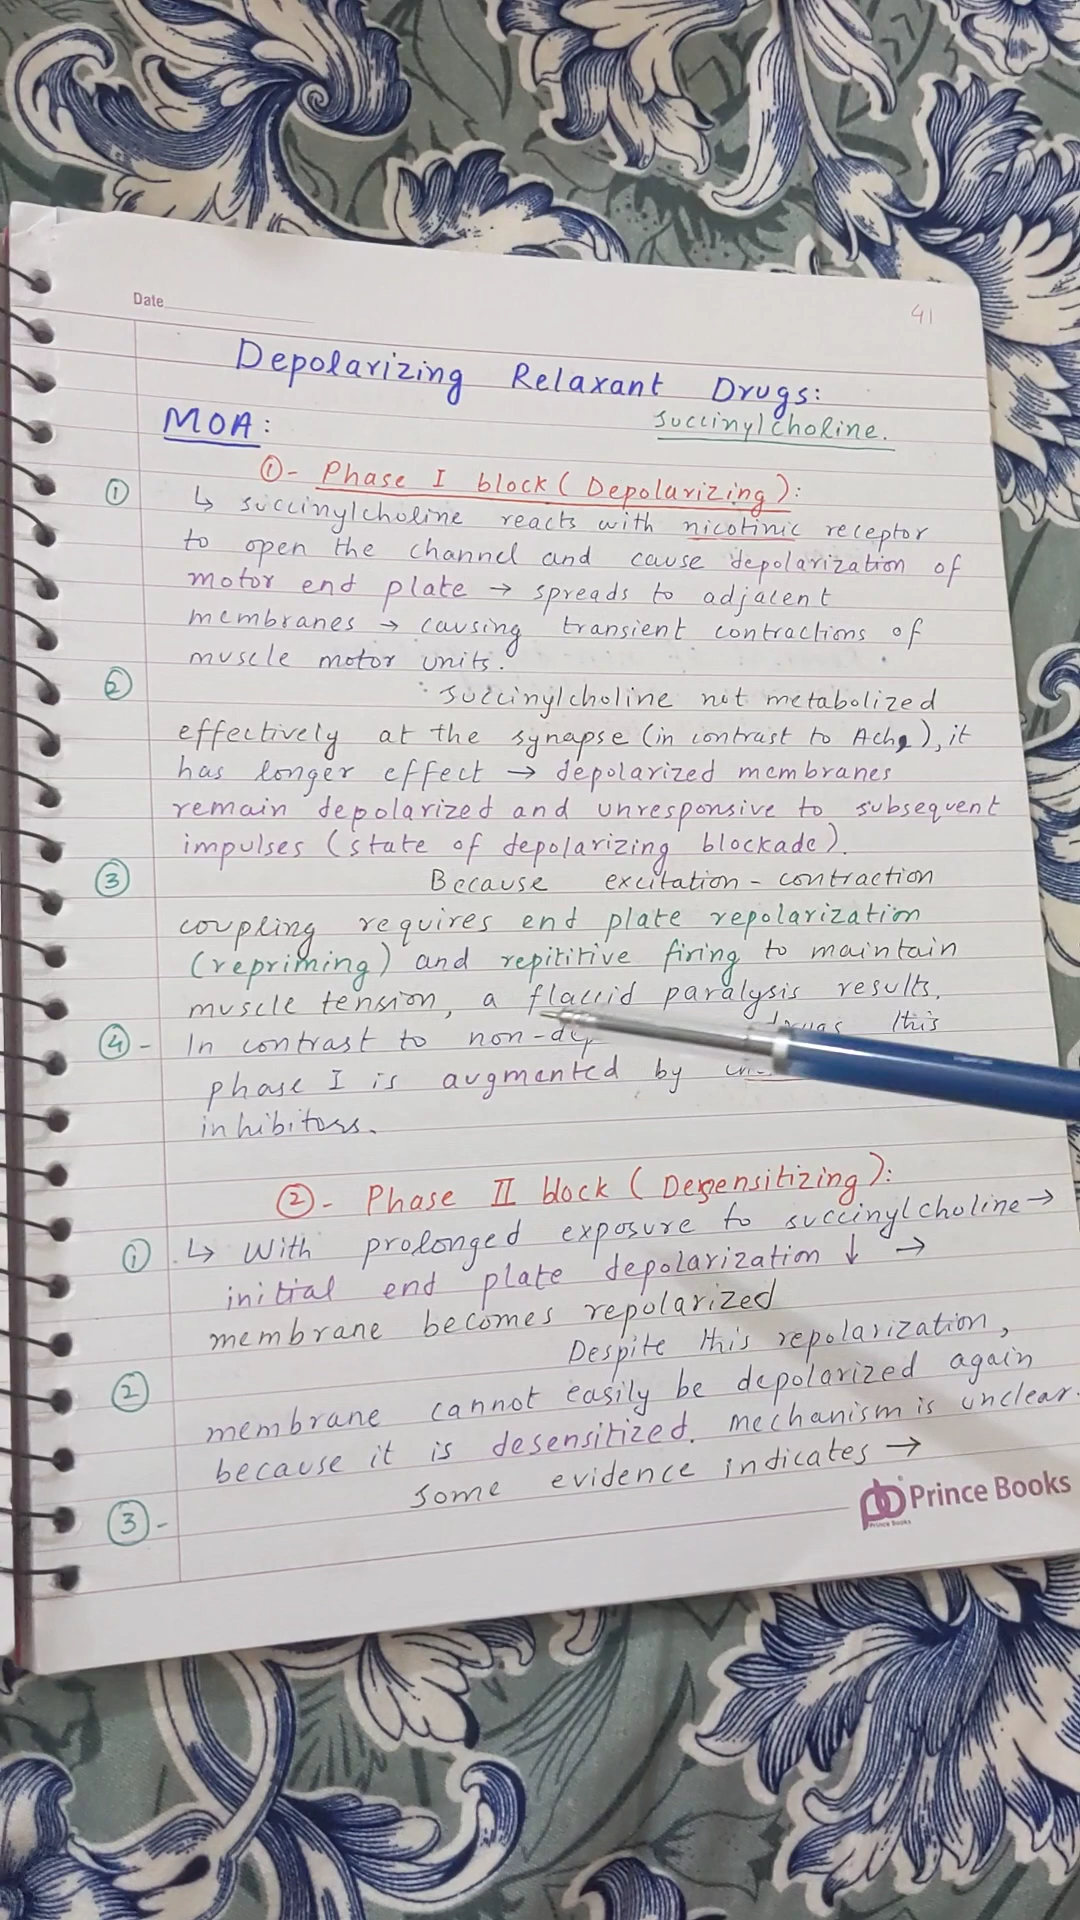 Date
41
Depolarizing Relaxant Drugs:
MOA:
Succinylcholine.
①- Phase I block (Depolarizing):
① ↳ succinylcholine reacts with nicotinic receptor
to open the channel and cause depolarization of
motor end plate → spreads to adjacent
membranes → causing transient contractions of
muscle motor units.
② Succinylcholine not metabolized
effectively at the synapse (in contrast to Ach), it
has longer effect → depolarized membranes
remain depolarized and unresponsive to subsequent
impulses (state of depolarizing blockade).
③ Because excitation - contraction
coupling requires end plate repolarization
(repriming) and repititive firing to maintain
muscle tension, a flaccid paralysis results.
④- In contrast to drugs this
phase I is augmented by
inhibitors.
②- Phase II block (Desensitizing):
① ↳ With prolonged exposure to succinylcholine →
initial end plate depolarization ↓ →
membrane becomes repolarized
Despite this repolarization,
② membrane cannot easily be depolarized again
because it is desensitized. mechanism is unclear.
③- Some evidence indicates →
Prince Books
Prince Books